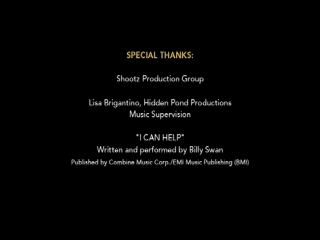 SPECIAL THANKS:
Shootz Production Group
Lisa Brigantino, Hidden Pond Productions
Music Supervision
"I CAN HELP"
Written and performed by Billy Swan
Published by Combine Music Corp./EMI Music Publishing (BMI)